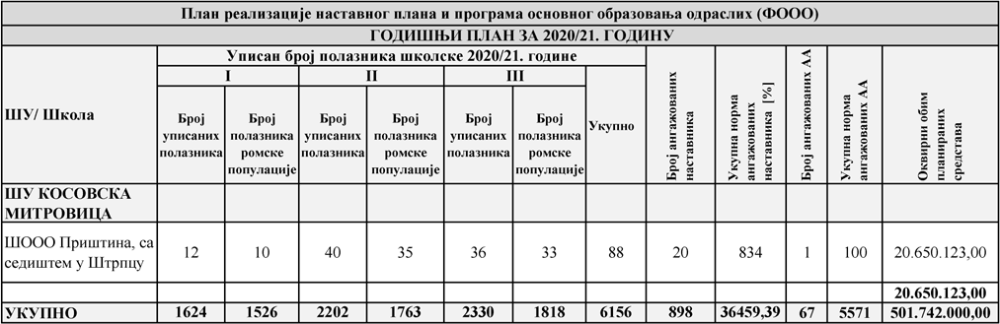 План реализације наставног плана и програма основног образовања одраслих (ФООО)
ГОДИШЊИ ПЛАН ЗА 2020/21. ГОДИНУ
ШУ/ Школа
Уписан број полазника школске 2020/21. године
I II III
Број уписаних полазника
Број полазника ромске популације
Број уписаних полазника
Број полазника ромске популације
Број уписаних полазника
Број полазника ромске популације
Укупно
Број ангажованих наставника
Укупна норма ангажованих наставника [%]
Број ангажованих АА
Укупна норма ангажованих АА
Оквирни обим планираних средстава
ШУ КОСОВСКА
МИТРОВИЦА
ШООО Приштина, са
седиштем у Штрпцу
12 10 40 35 36 33 88 20 834 1 100 20.650.123,00
20.650.123,00
УКУПНО 1624 1526 2202 1763 2330 1818 6156 898 36459,39 67 5571 501.742.000,00